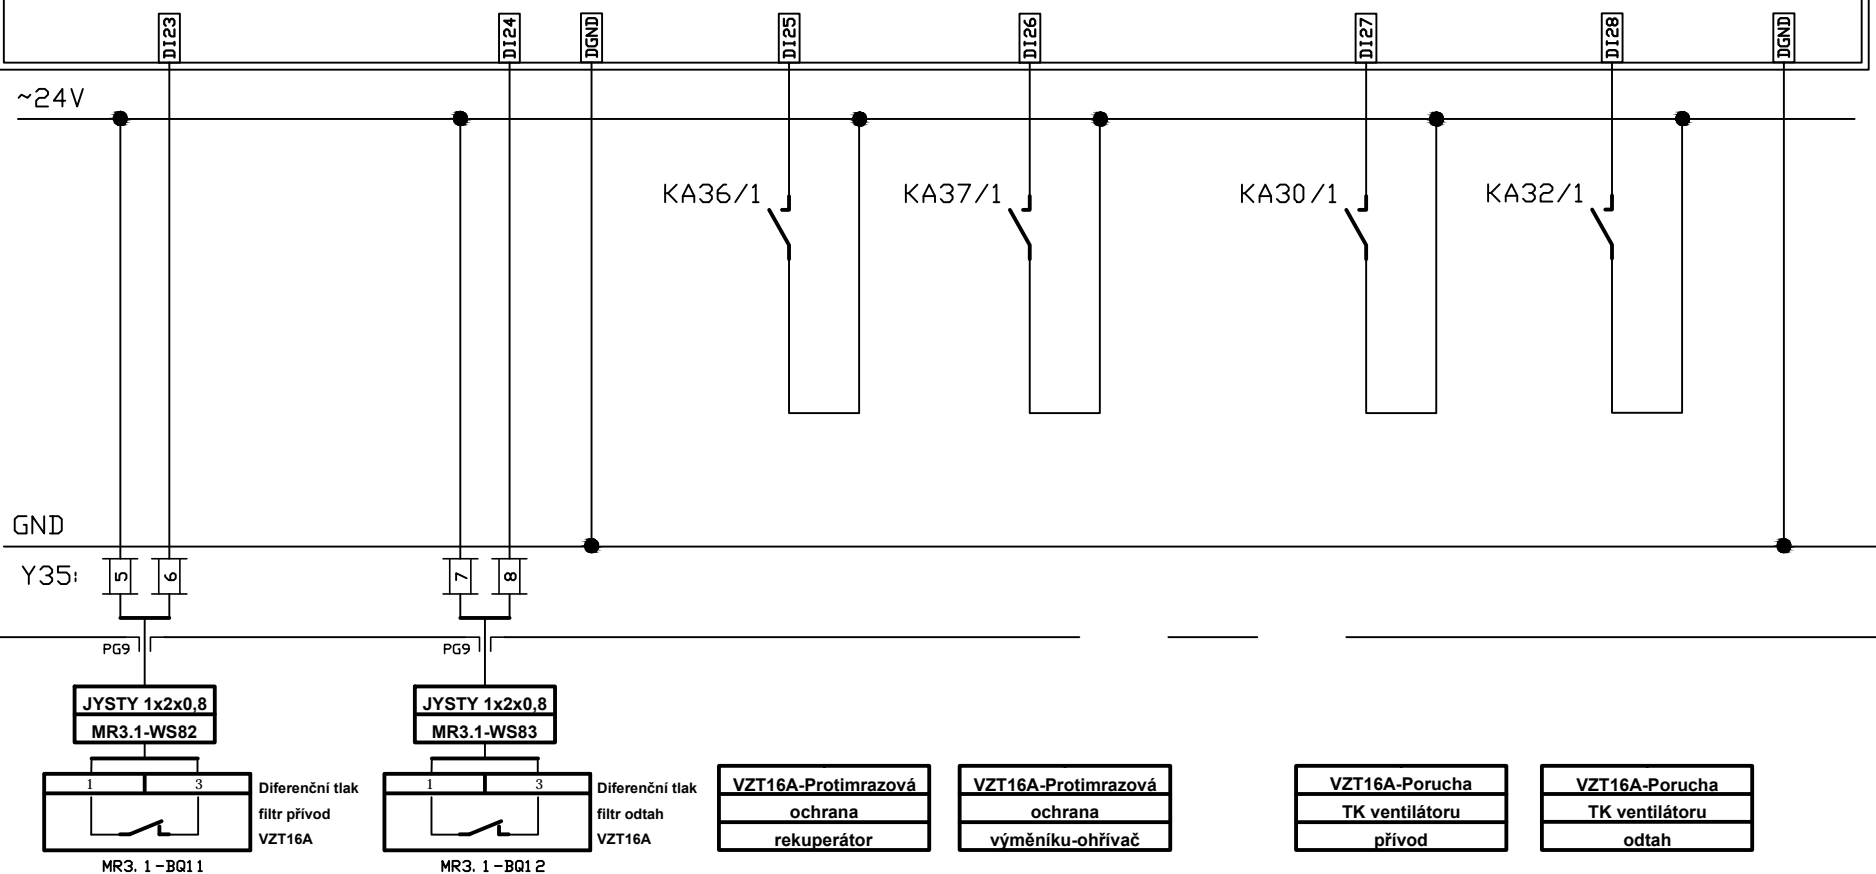 DI23
DI24
DGND
DI25
DI26
DI27
DI28
DGND
~24V
KA36/1
KA37/1
KA30/1
KA32/1
GND
Y35:
5
6
7
8
PG9
PG9
JYSTY 1x2x0,8
MR3.1-WS82
JYSTY 1x2x0,8
MR3.1-WS83
1
3
Diferenční tlak
filtr přívod
VZT16A
MR3.1-BQ11
1
3
Diferenční tlak
filtr odtah
VZT16A
MR3.1-BQ12
VZT16A-Protimrazová
ochrana
rekuperátor
VZT16A-Protimrazová
ochrana
výměníku-ohřívač
VZT16A-Porucha
TK ventilátoru
přívod
VZT16A-Porucha
TK ventilátoru
odtah